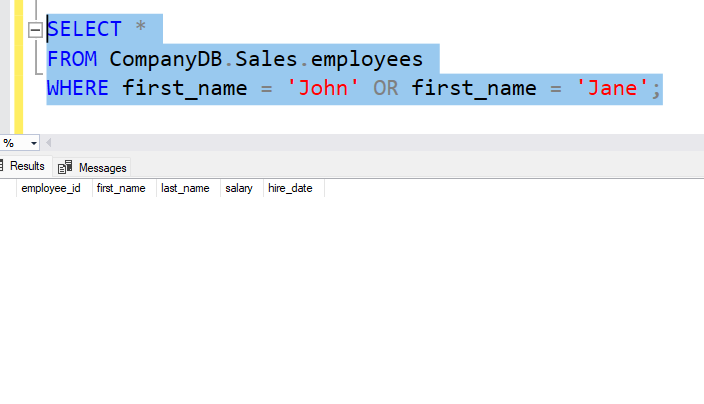 SELECT *
FROM CompanyDB.Sales.employees
WHERE first_name = 'John' OR first_name = 'Jane';
%
Results Messages
employee_id first_name last_name salary hire_date